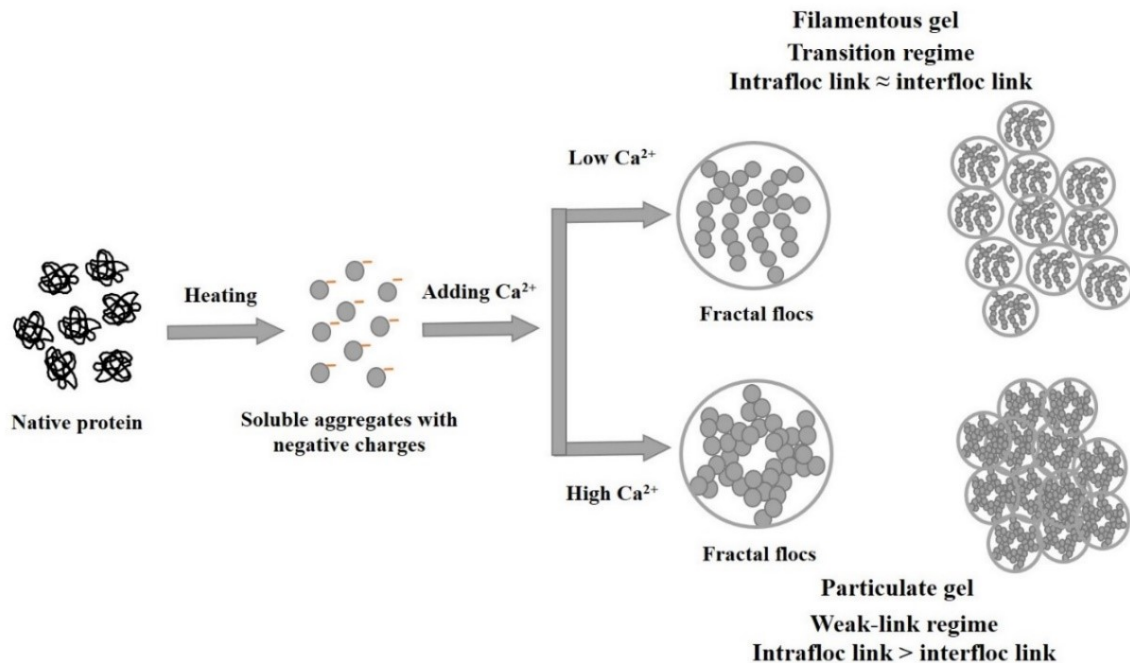 Filamentous gel
Transition regime
Intrafloc link ≈ interfloc link
Low Ca²⁺
Fractal flocs
Heating
Adding Ca²⁺
Native protein
Soluble aggregates with
negative charges
High Ca²⁺
Fractal flocs
Particulate gel
Weak-link regime
Intrafloc link > interfloc link